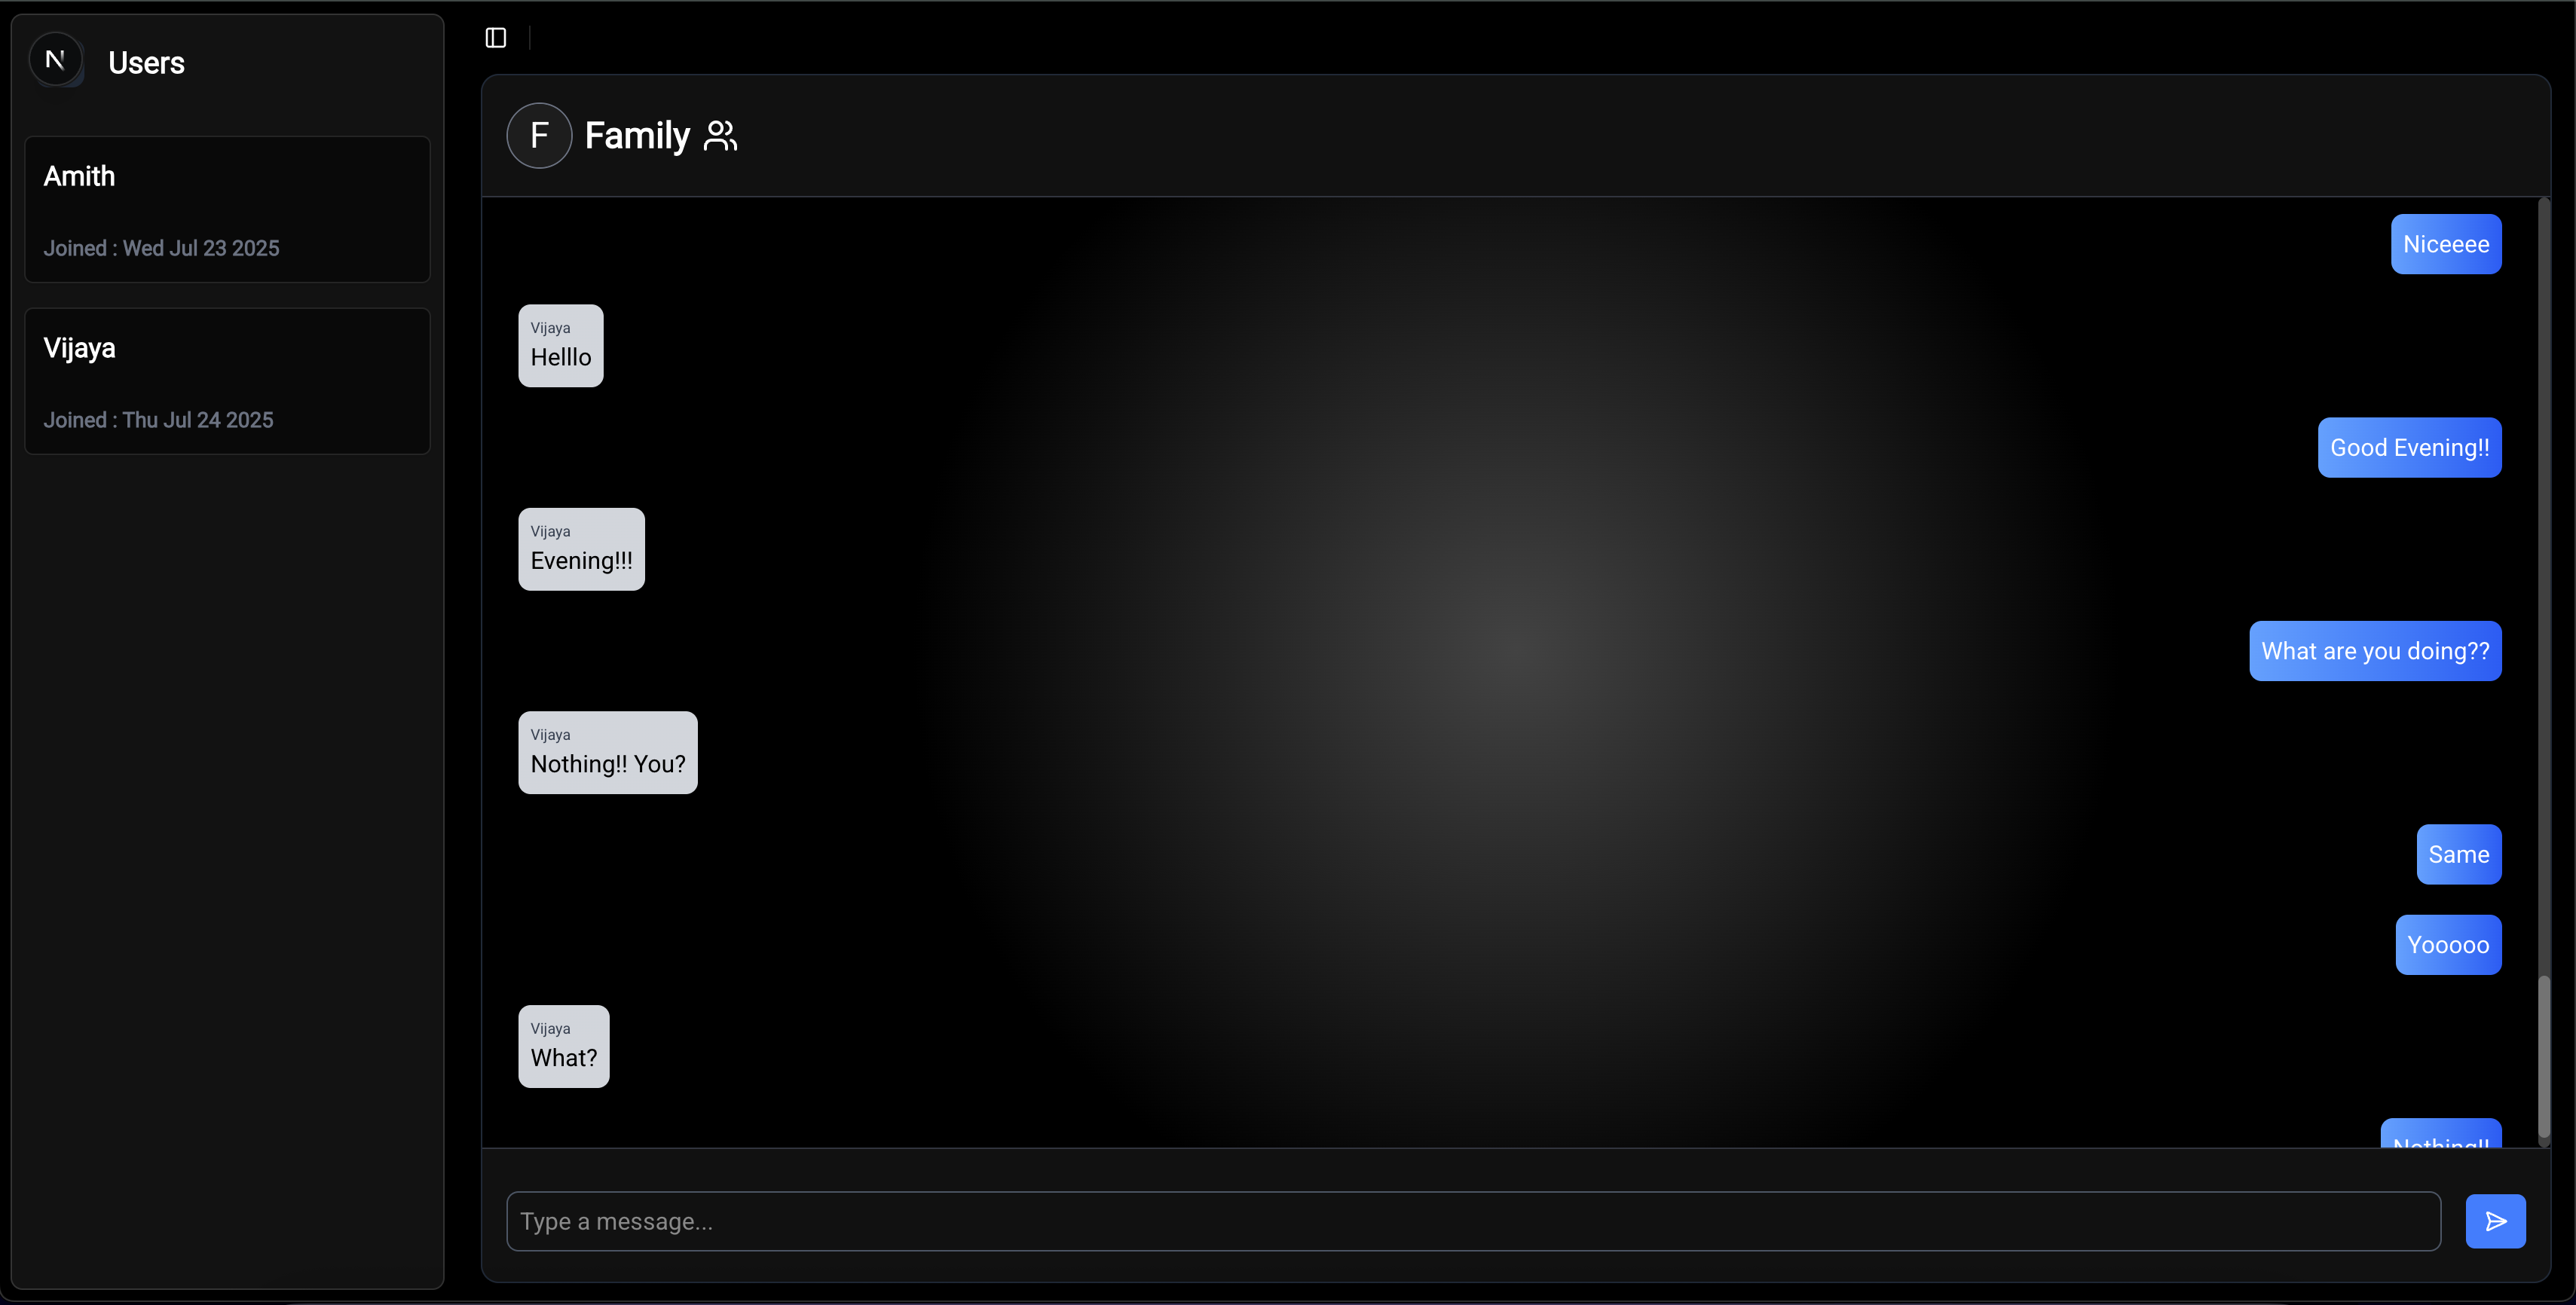 N
Users
Amith
Joined : Wed Jul 23 2025
Vijaya
Joined : Thu Jul 24 2025
F
Family
Niceeee
Vijaya
Helllo
Good Evening!!
Vijaya
Evening!!!
What are you doing??
Vijaya
Nothing!! You?
Same
Yooooo
Vijaya
What?
Nothing!!
Type a message...